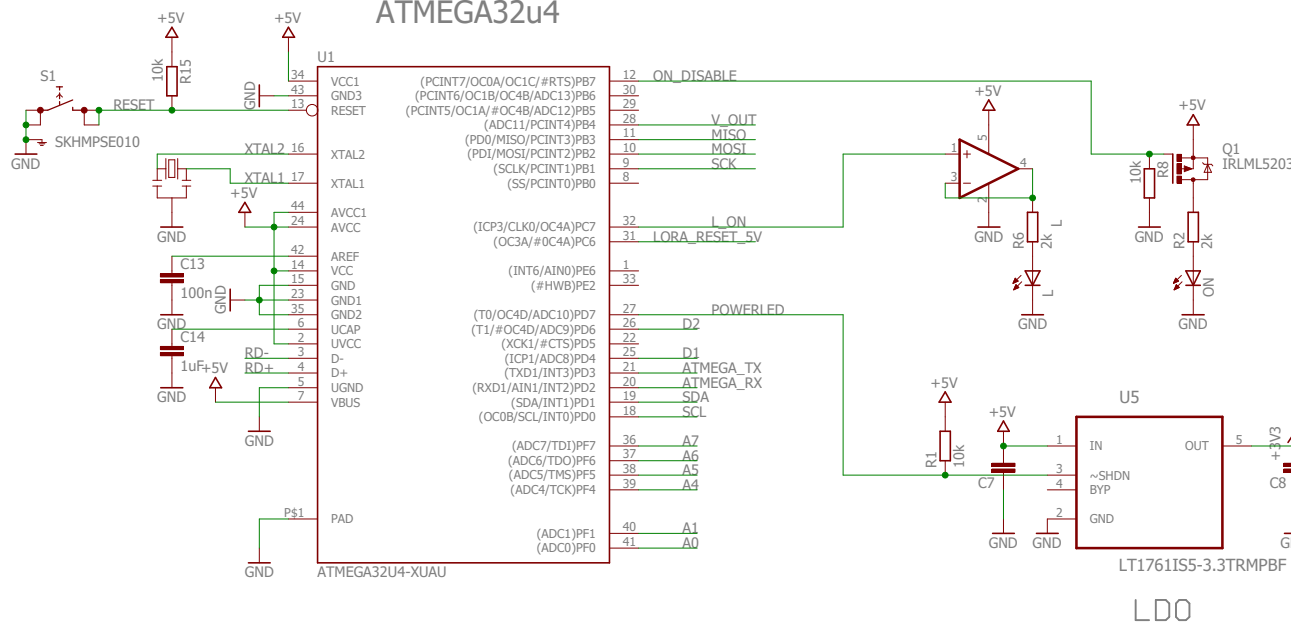 ATMEGA32u4
+5V
+5V
U1
S1
10k
R15
RESET
SKHMPSE010
GND
GND
34 VCC1
43 GND3
13 RESET
XTAL2 16 XTAL2
XTAL1 17 XTAL1
+5V
GND
44 AVCC1
24 AVCC
42 AREF
C13
100n
GND
14 VCC
15 GND
23 GND1
35 GND2
GND
6 UCAP
C14
1uF
GND
2 UVCC
RD- 3 D-
RD+ 4 D+
+5V
5 UGND
7 VBUS
GND
P$1 PAD
GND
ATMEGA32U4-XUAU
(PCINT7/OC0A/OC1C/#RTS)PB7 12 ON_DISABLE
(PCINT6/OC1B/OC4B/ADC13)PB6 30
(PCINT5/OC1A/#OC4B/ADC12)PB5 29
(ADC11/PCINT4)PB4 28 V_OUT
(PD0/MISO/PCINT3)PB3 11 MISO
(PDI/MOSI/PCINT2)PB2 10 MOSI
(SCLK/PCINT1)PB1 9 SCK
(SS/PCINT0)PB0 8
(ICP3/CLK0/OC4A)PC7 32 L_ON
(OC3A/#0C4A)PC6 31 LORA_RESET_5V
(INT6/AIN0)PE6 1
(#HWB)PE2 33
(T0/OC4D/ADC10)PD7 27 POWERLED
(T1/#OC4D/ADC9)PD6 26 D2
(XCK1/#CTS)PD5 22
(ICP1/ADC8)PD4 25 D1
(TXD1/INT3)PD3 21 ATMEGA_TX
(RXD1/AIN1/INT2)PD2 20 ATMEGA_RX
(SDA/INT1)PD1 19 SDA
(OC0B/SCL/INT0)PD0 18 SCL
(ADC7/TDI)PF7 36 A7
(ADC6/TDO)PF6 37 A6
(ADC5/TMS)PF5 38 A5
(ADC4/TCK)PF4 39 A4
(ADC1)PF1 40 A1
(ADC0)PF0 41 A0
+5V
5
1
+
3
-
4
2
GND
R6
2k
L
L
GND
+5V
Q1
IRLML5203
10k
R8
GND
R2
2k
ON
GND
+5V
R1
10k
+5V
C7
GND
U5
1 IN
OUT 5
3 ~SHDN
4 BYP
2 GND
GND
LT1761IS5-3.3TRMPBF
+3V3
C8
LDO